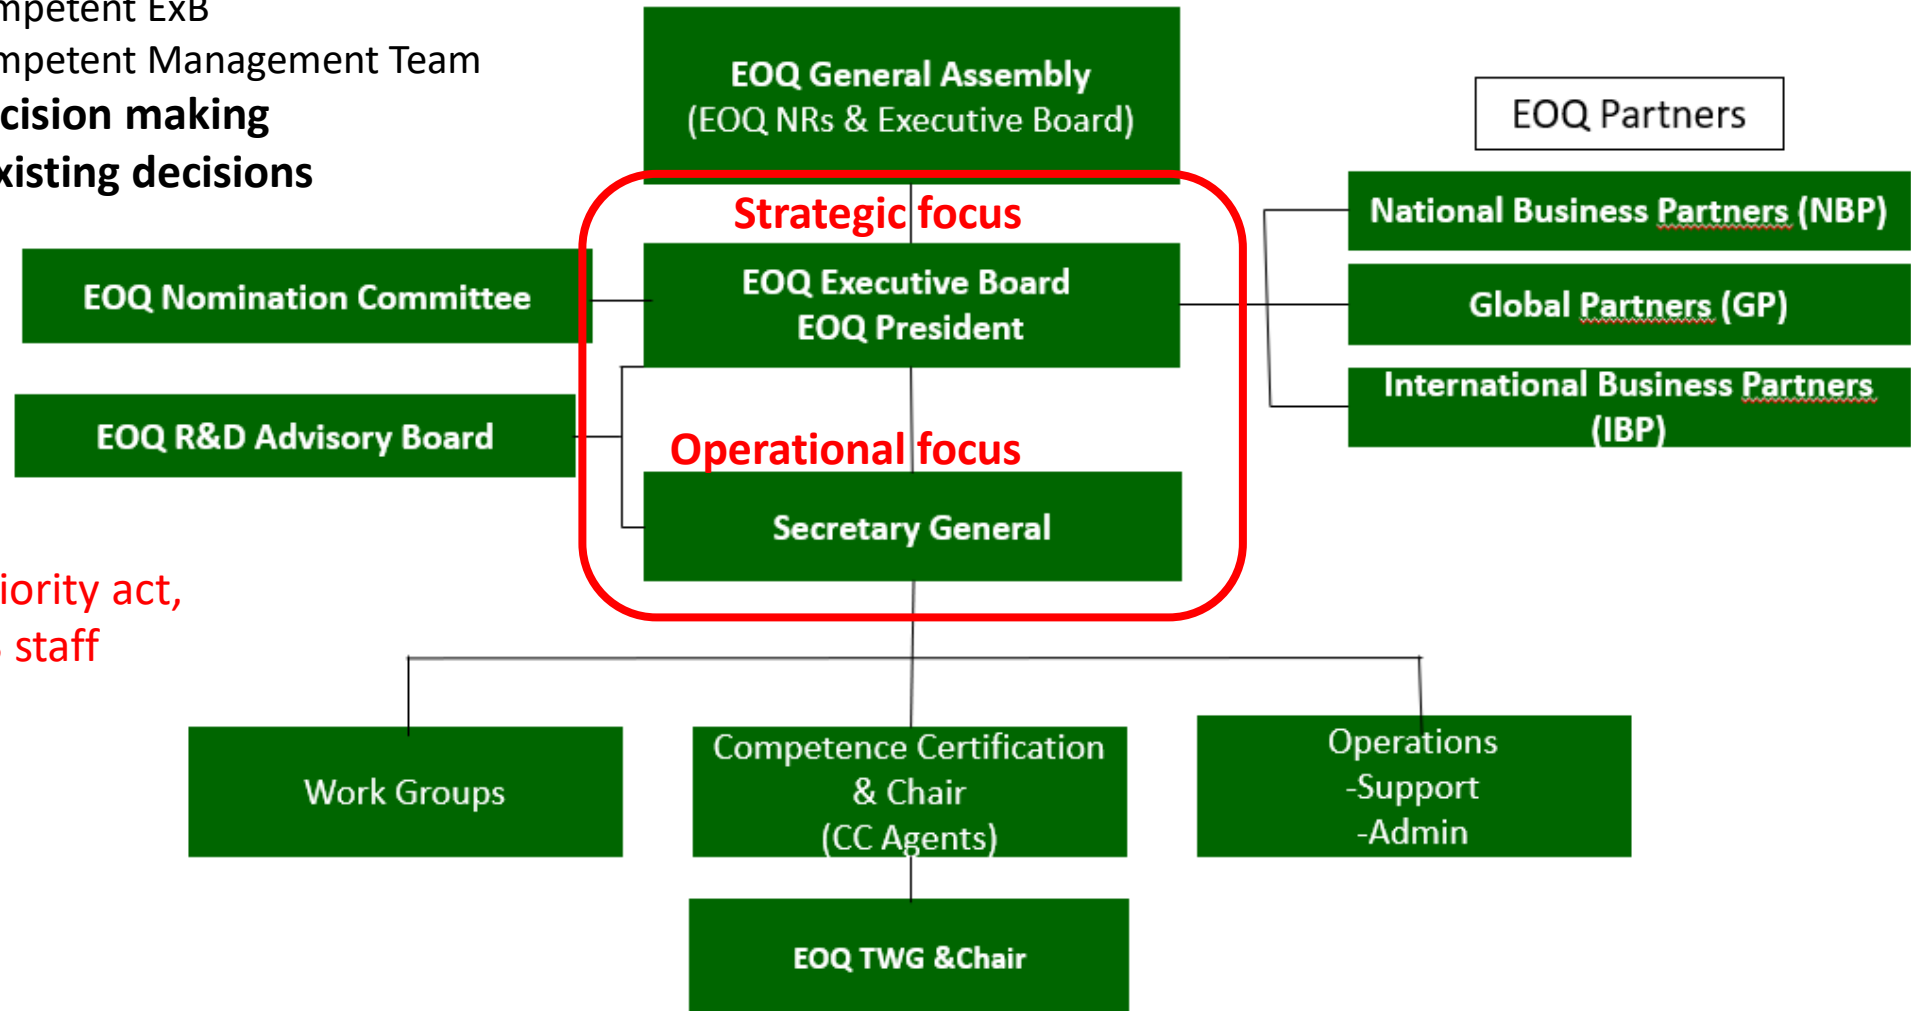 mpetent ExB
mpetent Management Team
cision making
xisting decisions
iority act,
staff
EOQ General Assembly
(EOQ NRs & Executive Board)
EOQ Partners
Strategic focus
National Business Partners (NBP)
EOQ Nomination Committee
EOQ Executive Board
EOQ President
Global Partners (GP)
International Business Partners
(IBP)
EOQ R&D Advisory Board
Operational focus
Secretary General
Work Groups
Competence Certification
& Chair
(CC Agents)
Operations
-Support
-Admin
EOQ TWG &Chair